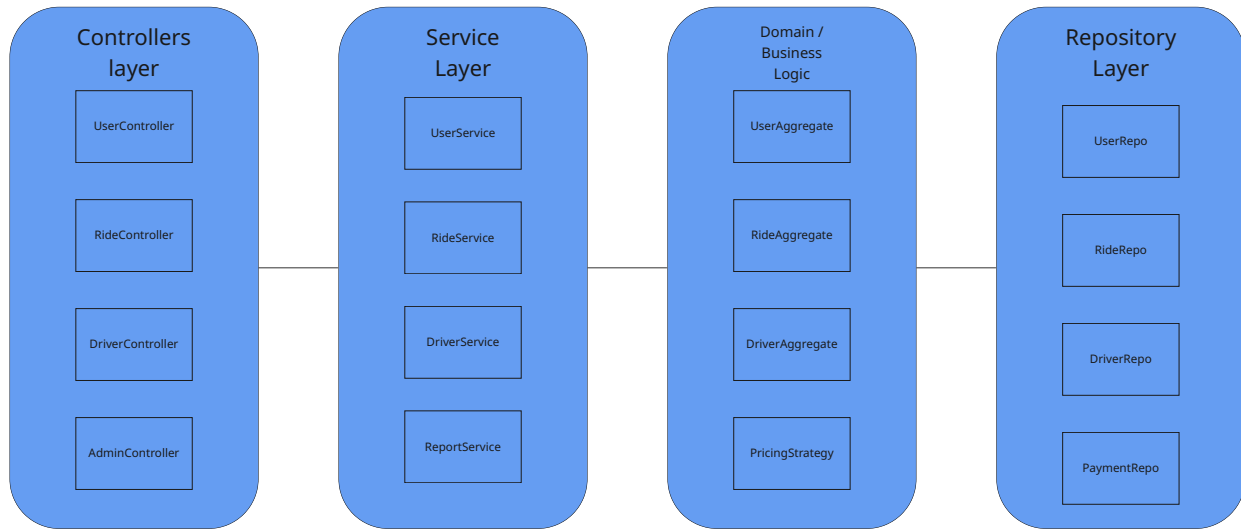 Controllers
layer
UserController
RideController
DriverController
AdminController
Service
Layer
UserService
RideService
DriverService
ReportService
Domain /
Business
Logic
UserAggregate
RideAggregate
DriverAggregate
PricingStrategy
Repository
Layer
UserRepo
RideRepo
DriverRepo
PaymentRepo